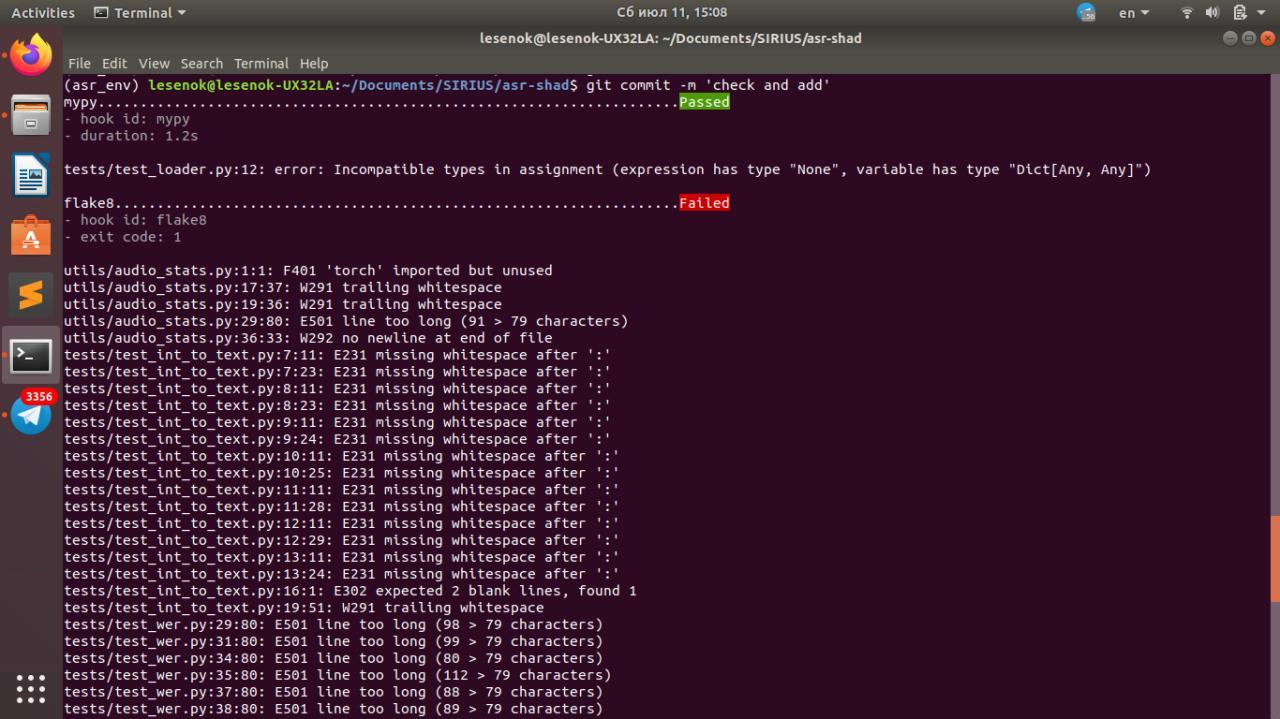 Activities Terminal Сб июл 11, 15:08 56 en
lesenok@lesenok-UX32LA: ~/Documents/SIRIUS/asr-shad
File Edit View Search Terminal Help
(asr_env) lesenok@lesenok-UX32LA:~/Documents/SIRIUS/asr-shad$ git commit -m 'check and add'
mypy.....................................................................Passed
- hook id: mypy
- duration: 1.2s
tests/test_loader.py:12: error: Incompatible types in assignment (expression has type "None", variable has type "Dict[Any, Any]")
flake8...................................................................Failed
- hook id: flake8
- exit code: 1
utils/audio_stats.py:1:1: F401 'torch' imported but unused
utils/audio_stats.py:17:37: W291 trailing whitespace
utils/audio_stats.py:19:36: W291 trailing whitespace
utils/audio_stats.py:29:80: E501 line too long (91 > 79 characters)
utils/audio_stats.py:36:33: W292 no newline at end of file
tests/test_int_to_text.py:7:11: E231 missing whitespace after ':'
tests/test_int_to_text.py:7:23: E231 missing whitespace after ':'
tests/test_int_to_text.py:8:11: E231 missing whitespace after ':'
tests/test_int_to_text.py:8:23: E231 missing whitespace after ':'
tests/test_int_to_text.py:9:11: E231 missing whitespace after ':'
tests/test_int_to_text.py:9:24: E231 missing whitespace after ':'
tests/test_int_to_text.py:10:11: E231 missing whitespace after ':'
tests/test_int_to_text.py:10:25: E231 missing whitespace after ':'
tests/test_int_to_text.py:11:11: E231 missing whitespace after ':'
tests/test_int_to_text.py:11:28: E231 missing whitespace after ':'
tests/test_int_to_text.py:12:11: E231 missing whitespace after ':'
tests/test_int_to_text.py:12:29: E231 missing whitespace after ':'
tests/test_int_to_text.py:13:11: E231 missing whitespace after ':'
tests/test_int_to_text.py:13:24: E231 missing whitespace after ':'
tests/test_int_to_text.py:16:1: E302 expected 2 blank lines, found 1
tests/test_int_to_text.py:19:51: W291 trailing whitespace
tests/test_wer.py:29:80: E501 line too long (98 > 79 characters)
tests/test_wer.py:31:80: E501 line too long (99 > 79 characters)
tests/test_wer.py:34:80: E501 line too long (80 > 79 characters)
tests/test_wer.py:35:80: E501 line too long (112 > 79 characters)
tests/test_wer.py:37:80: E501 line too long (88 > 79 characters)
tests/test_wer.py:38:80: E501 line too long (89 > 79 characters)
3356